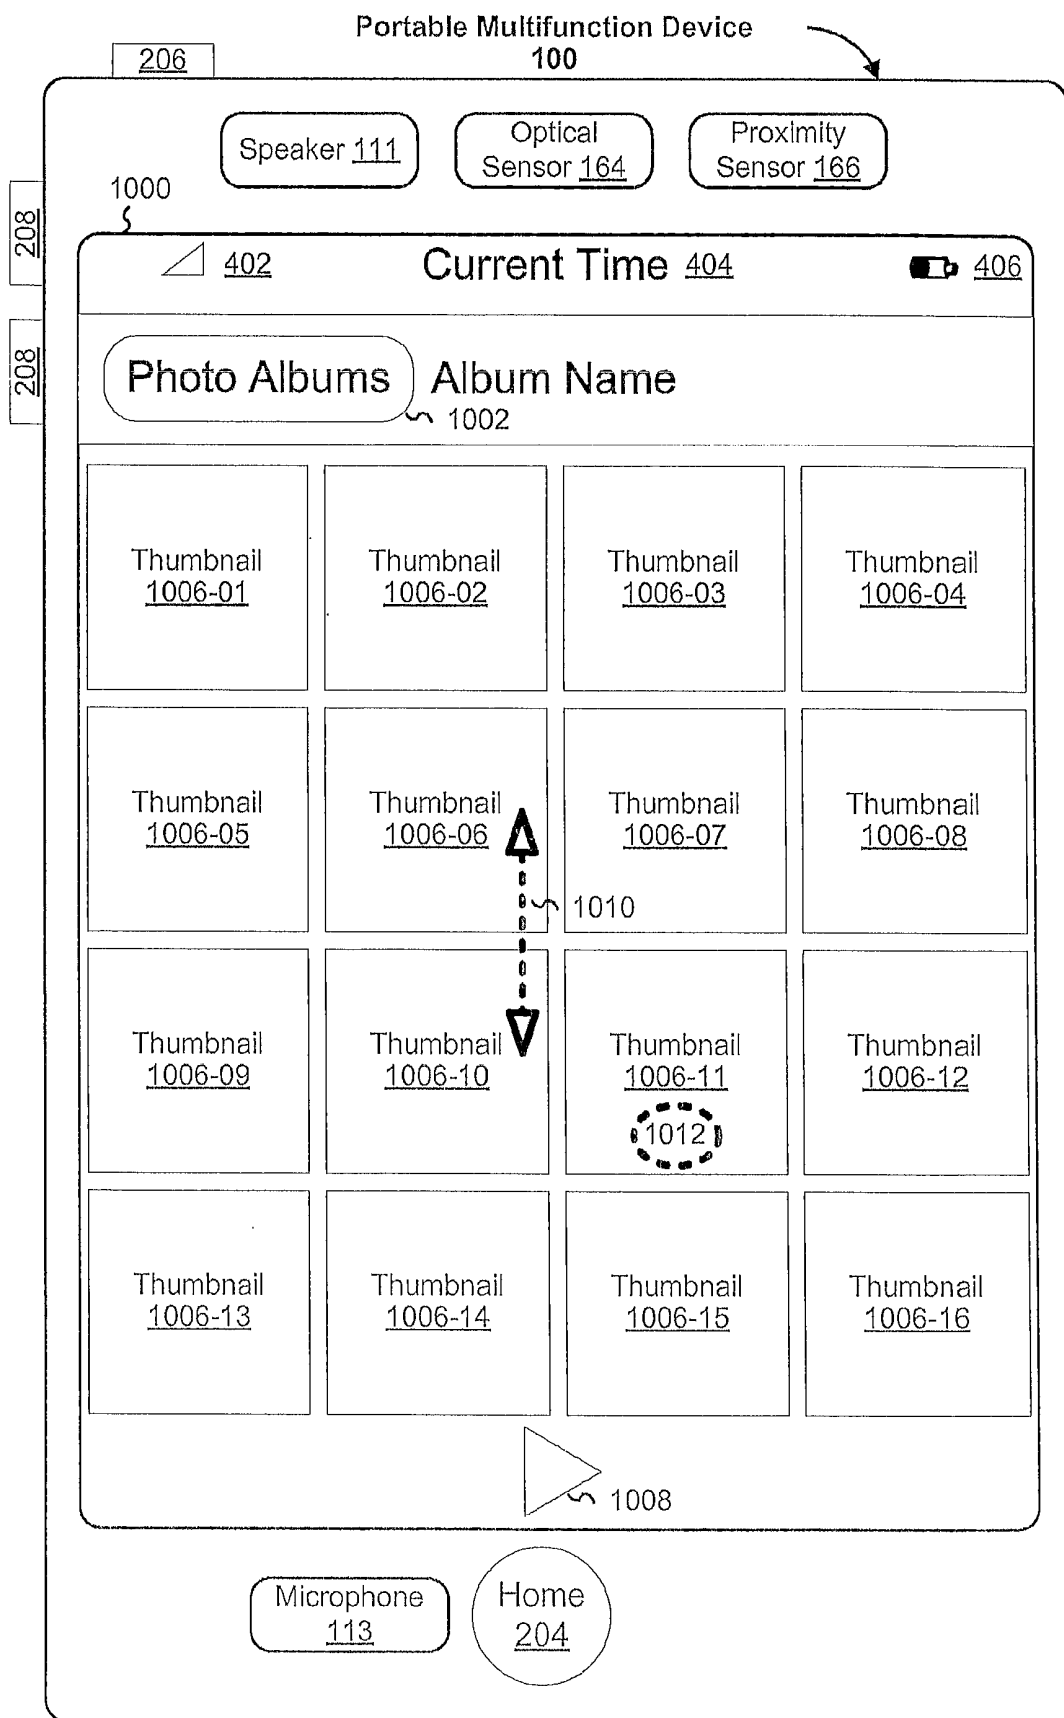 Portable Multifunction Device
100
206
Speaker 111
Optical
Sensor 164
Proximity
Sensor 166
208
208
1000
402
Current Time 404
406
Photo Albums
Album Name
1002
Thumbnail
1006-01
Thumbnail
1006-02
Thumbnail
1006-03
Thumbnail
1006-04
Thumbnail
1006-05
Thumbnail
1006-06
Thumbnail
1006-07
Thumbnail
1006-08
1010
Thumbnail
1006-09
Thumbnail
1006-10
Thumbnail
1006-11
Thumbnail
1006-12
1012
Thumbnail
1006-13
Thumbnail
1006-14
Thumbnail
1006-15
Thumbnail
1006-16
1008
Microphone
113
Home
204